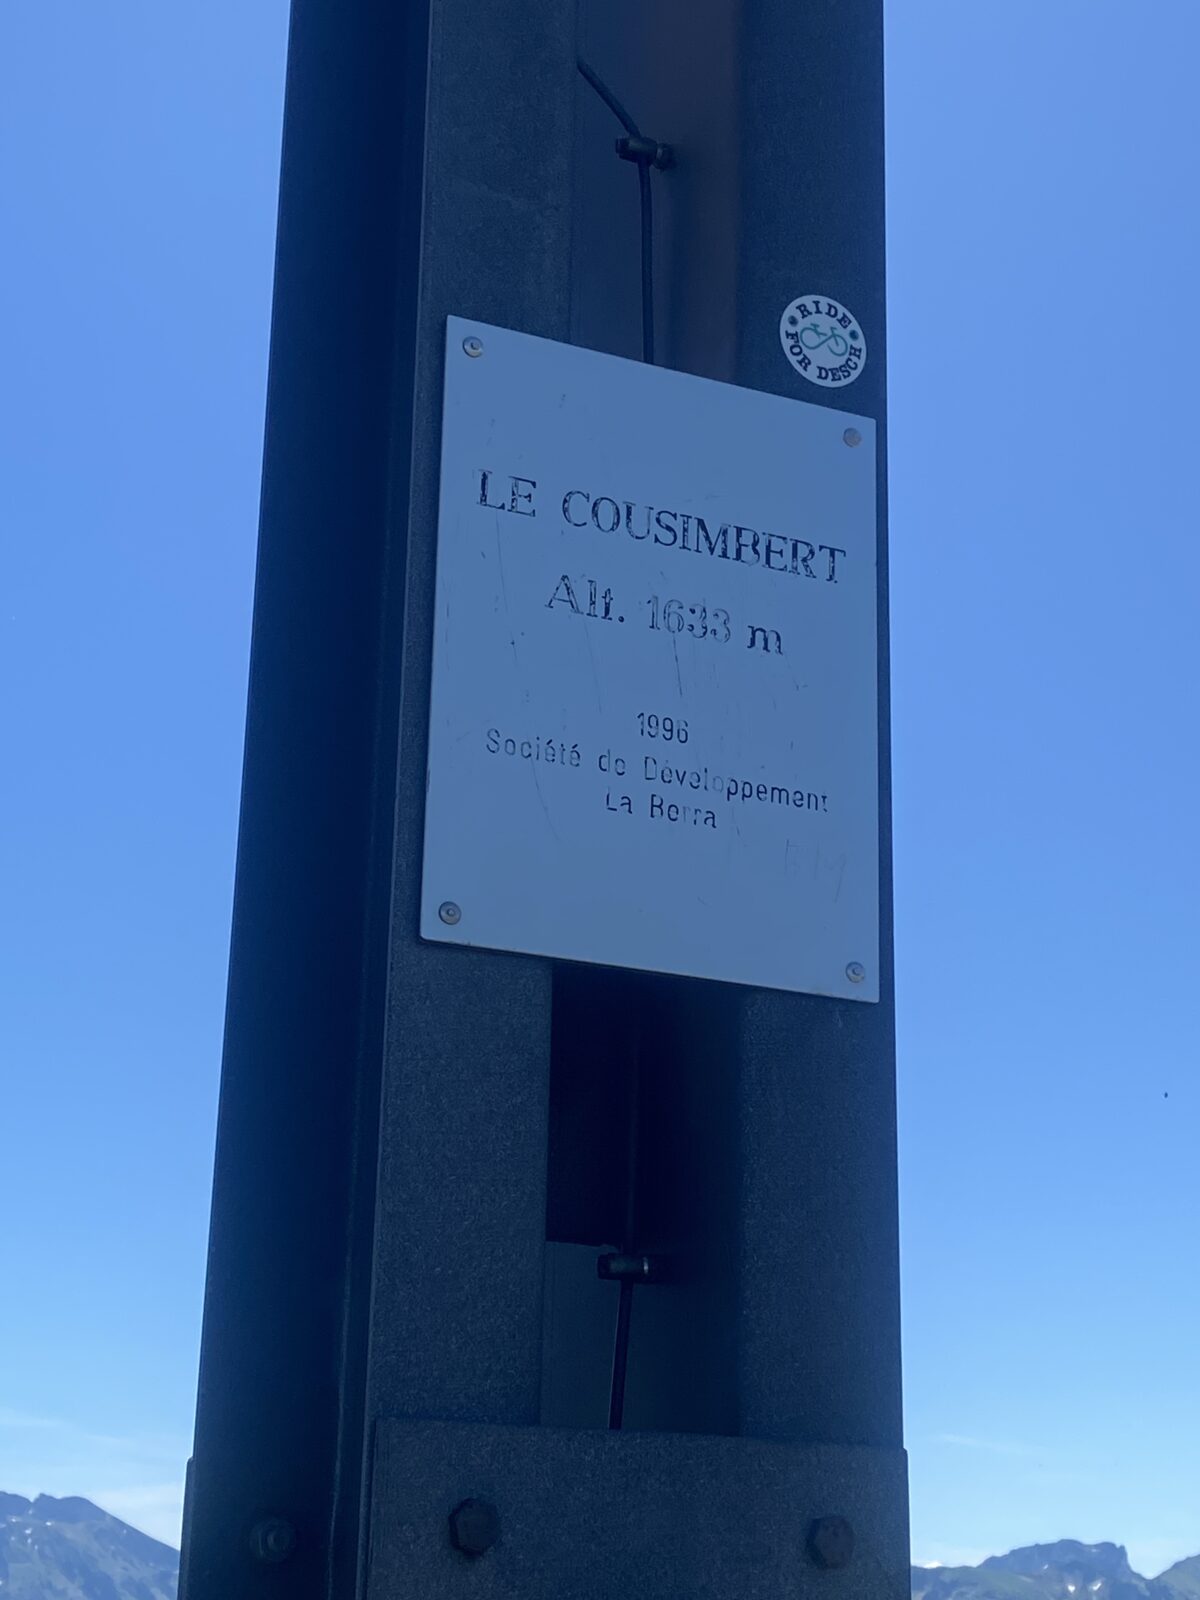 RIDE
FOR DESCH
LE COUSIMBERT
Alt. 1633 m
1996
Société de Développement
La Berra